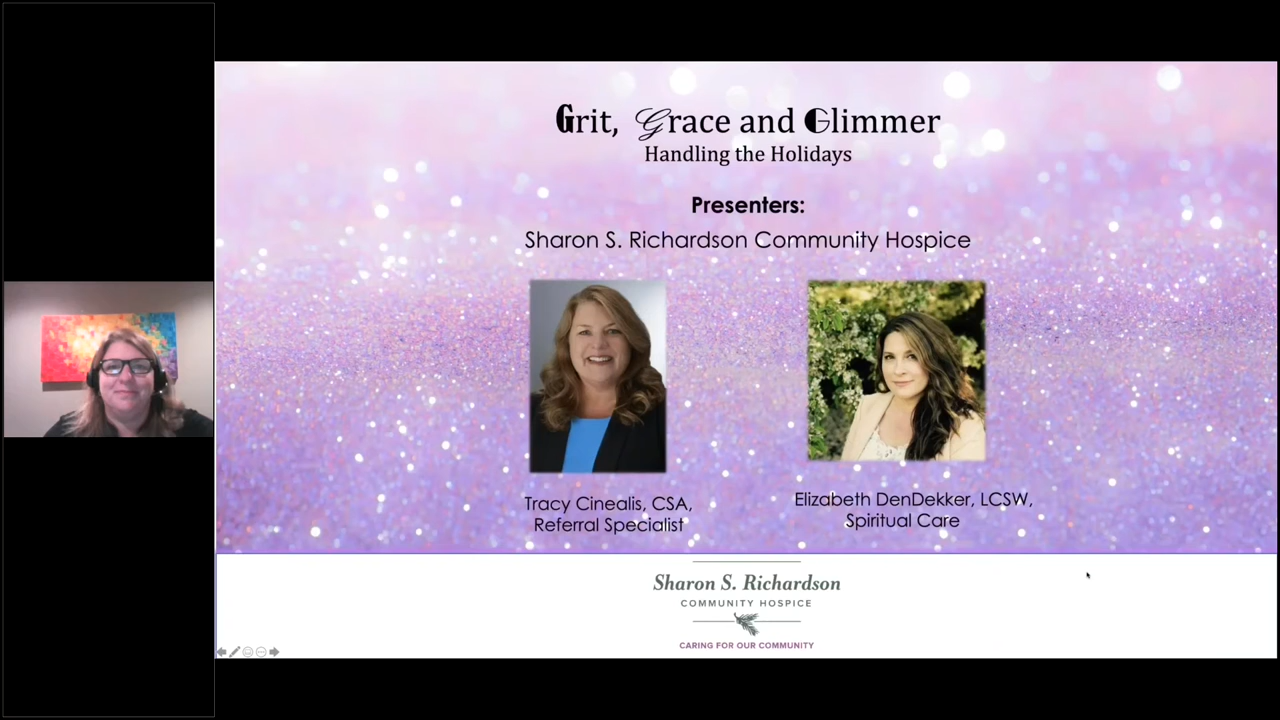 Grit, Grace and Glimmer
Handling the Holidays
Presenters:
Sharon S. Richardson Community Hospice
Tracy Cinealis, CSA,
Referral Specialist
Elizabeth DenDekker, LCSW,
Spiritual Care
Sharon S. Richardson
COMMUNITY HOSPICE
CARING FOR OUR COMMUNITY